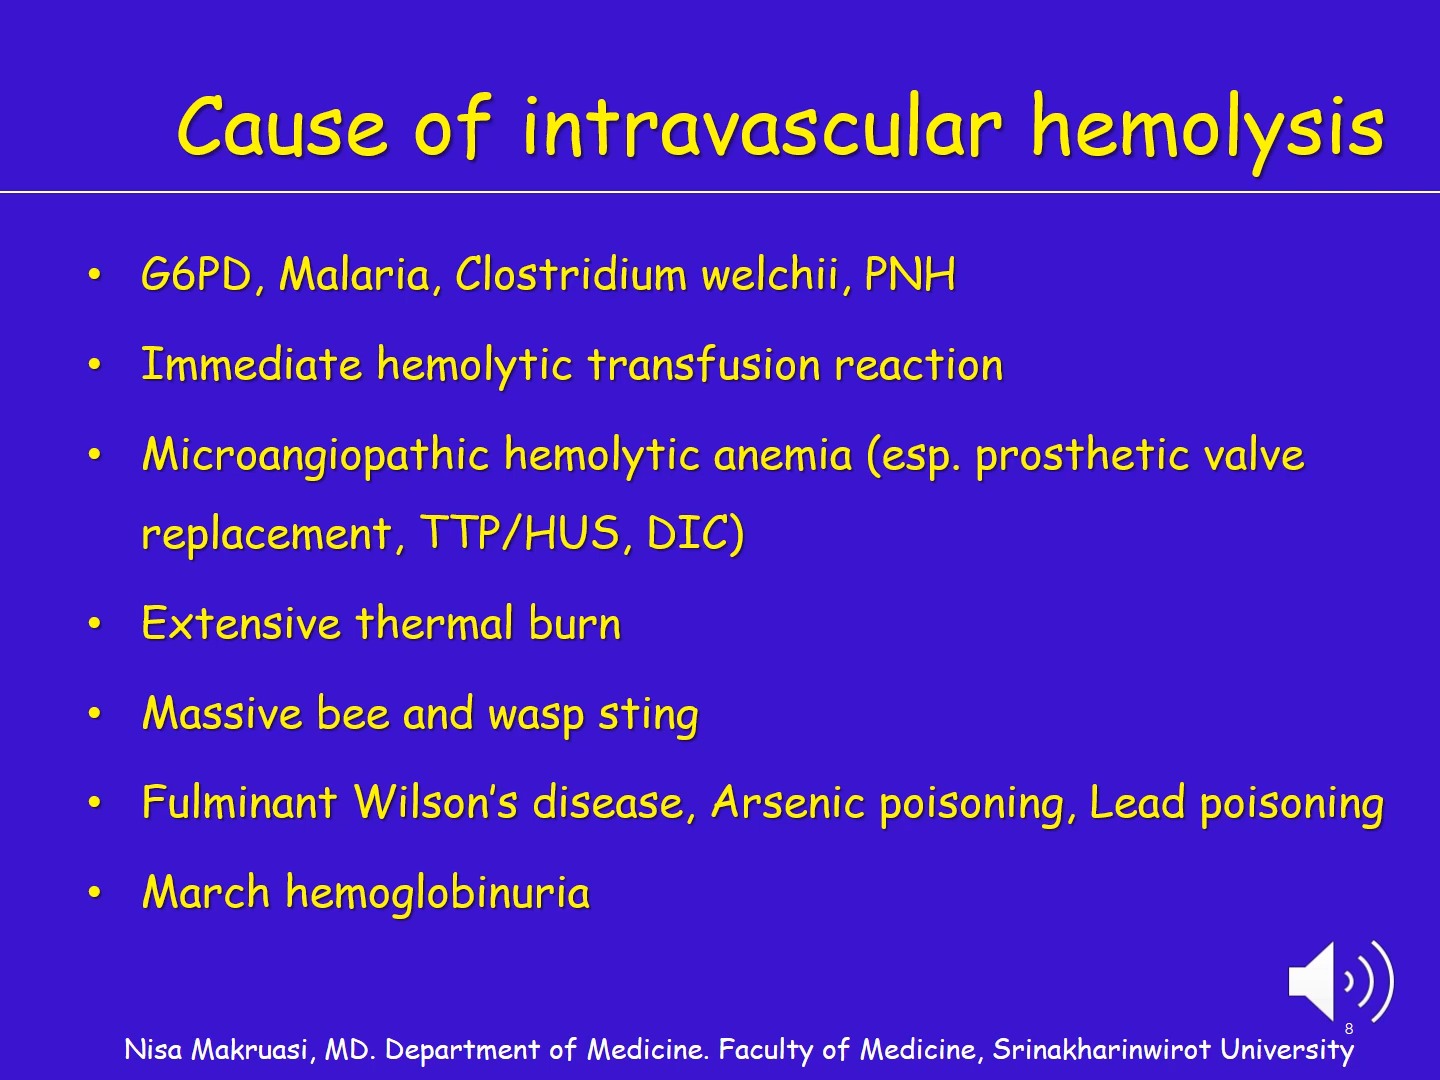 Cause of intravascular hemolysis
• G6PD, Malaria, Clostridium welchii, PNH
• Immediate hemolytic transfusion reaction
• Microangiopathic hemolytic anemia (esp. prosthetic valve
replacement, TTP/HUS, DIC)
• Extensive thermal burn
• Massive bee and wasp sting
• Fulminant Wilson’s disease, Arsenic poisoning, Lead poisoning
• March hemoglobinuria
8
Nisa Makruasi, MD. Department of Medicine. Faculty of Medicine, Srinakharinwirot University